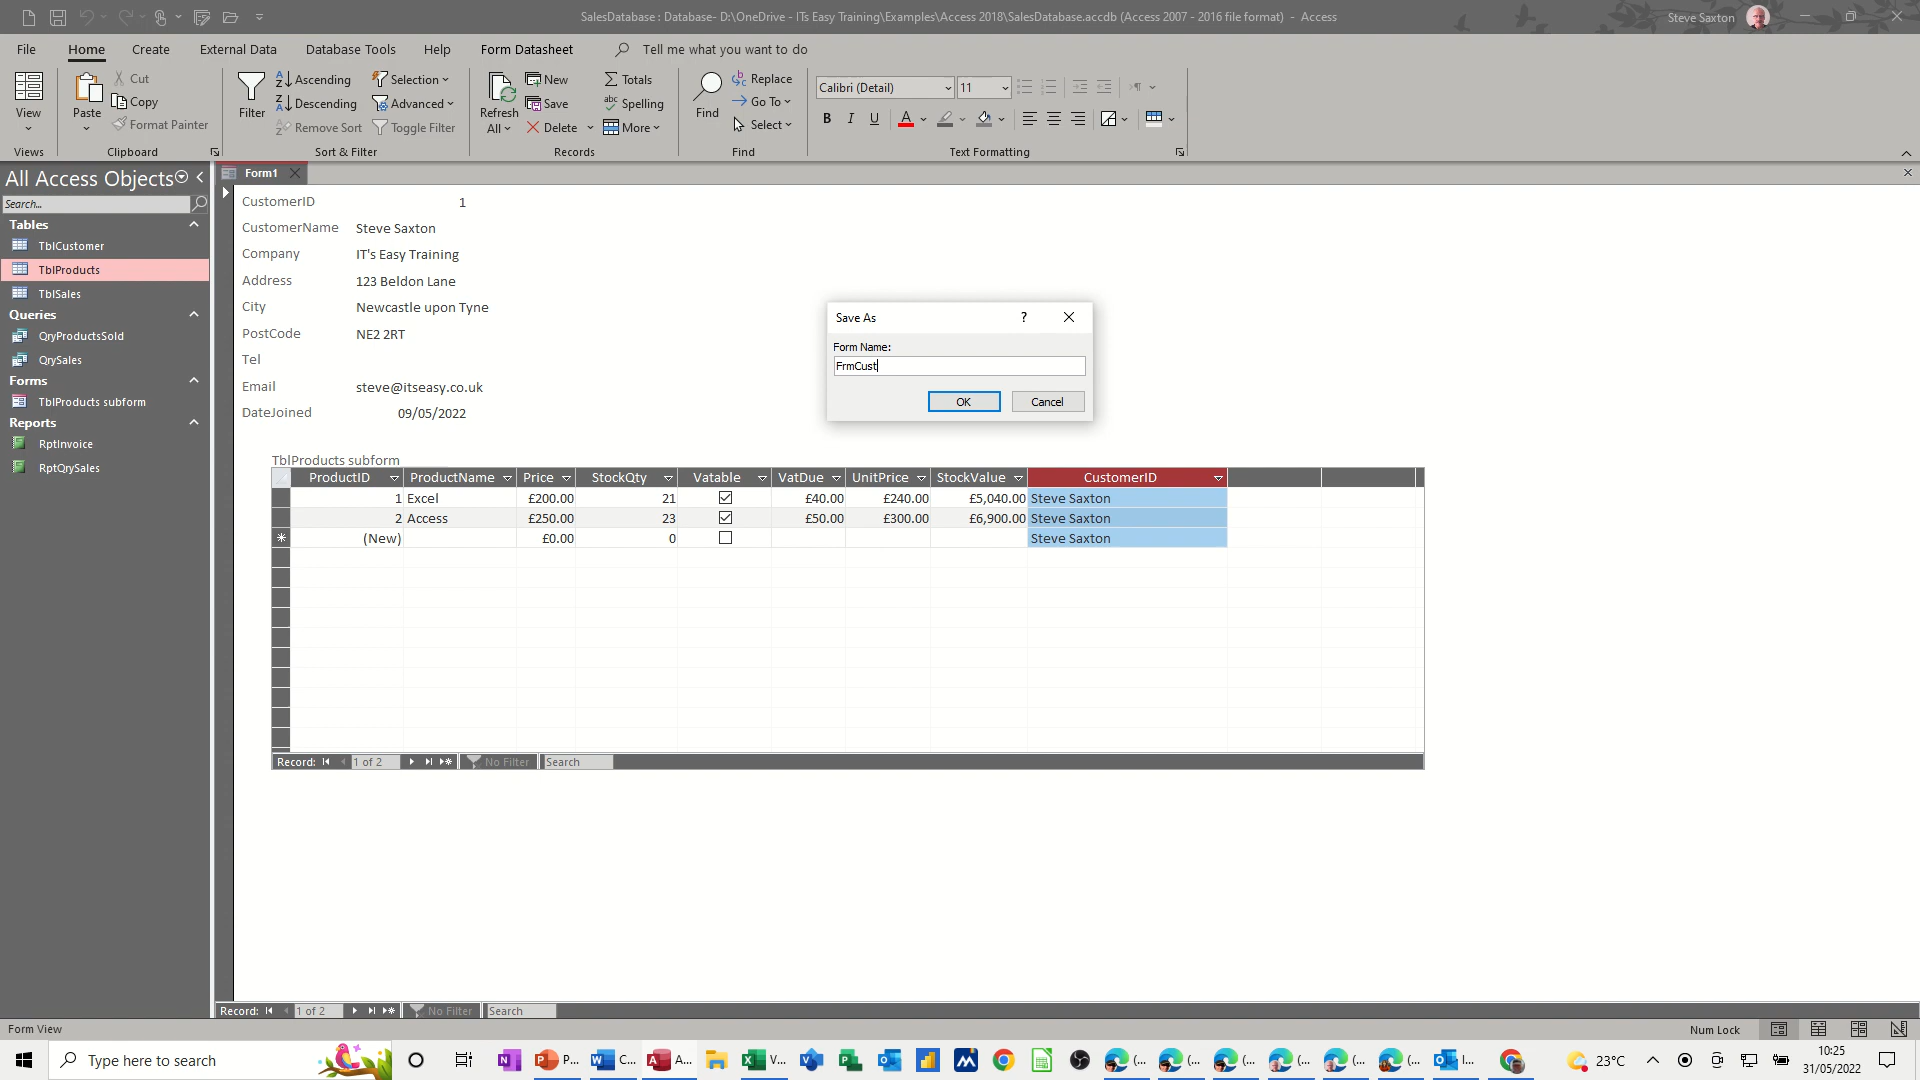 SalesDatabase : Database- D:\OneDrive - ITs Easy Training\Examples\Access 2018\SalesDatabase.accdb (Access 2007 - 2016 file format) - Access
Steve Saxton
File Home Create External Data Database Tools Help Form Datasheet Tell me what you want to do
View
Views
Paste
Cut
Copy
Format Painter
Clipboard
Filter
Ascending
Descending
Remove Sort
Selection
Advanced
Toggle Filter
Sort & Filter
Refresh
All
New
Save
Delete
Totals
Spelling
More
Records
Find
Replace
Go To
Select
Find
Calibri (Detail) 11
B I U
Text Formatting
All Access Objects
Search...
Tables
TblCustomer
TblProducts
TblSales
Queries
QryProductsSold
QrySales
Forms
TblProducts subform
Reports
RptInvoice
RptQrySales
Form1
CustomerID 1
CustomerName Steve Saxton
Company IT's Easy Training
Address 123 Beldon Lane
City Newcastle upon Tyne
PostCode NE2 2RT
Tel
Email steve@itseasy.co.uk
DateJoined 09/05/2022
Save As ?
Form Name:
FrmCust
OK Cancel
TblProducts subform
ProductID ProductName Price StockQty Vatable VatDue UnitPrice StockValue CustomerID
1 Excel £200.00 21 £40.00 £240.00 £5,040.00 Steve Saxton
2 Access £250.00 23 £50.00 £300.00 £6,900.00 Steve Saxton
(New) £0.00 0 Steve Saxton
Record: 1 of 2 No Filter Search
Record: 1 of 2 No Filter Search
Form View Num Lock
Type here to search
P... C... A... V... (... (... (... (... (... (... I...
23°C
10:25
31/05/2022